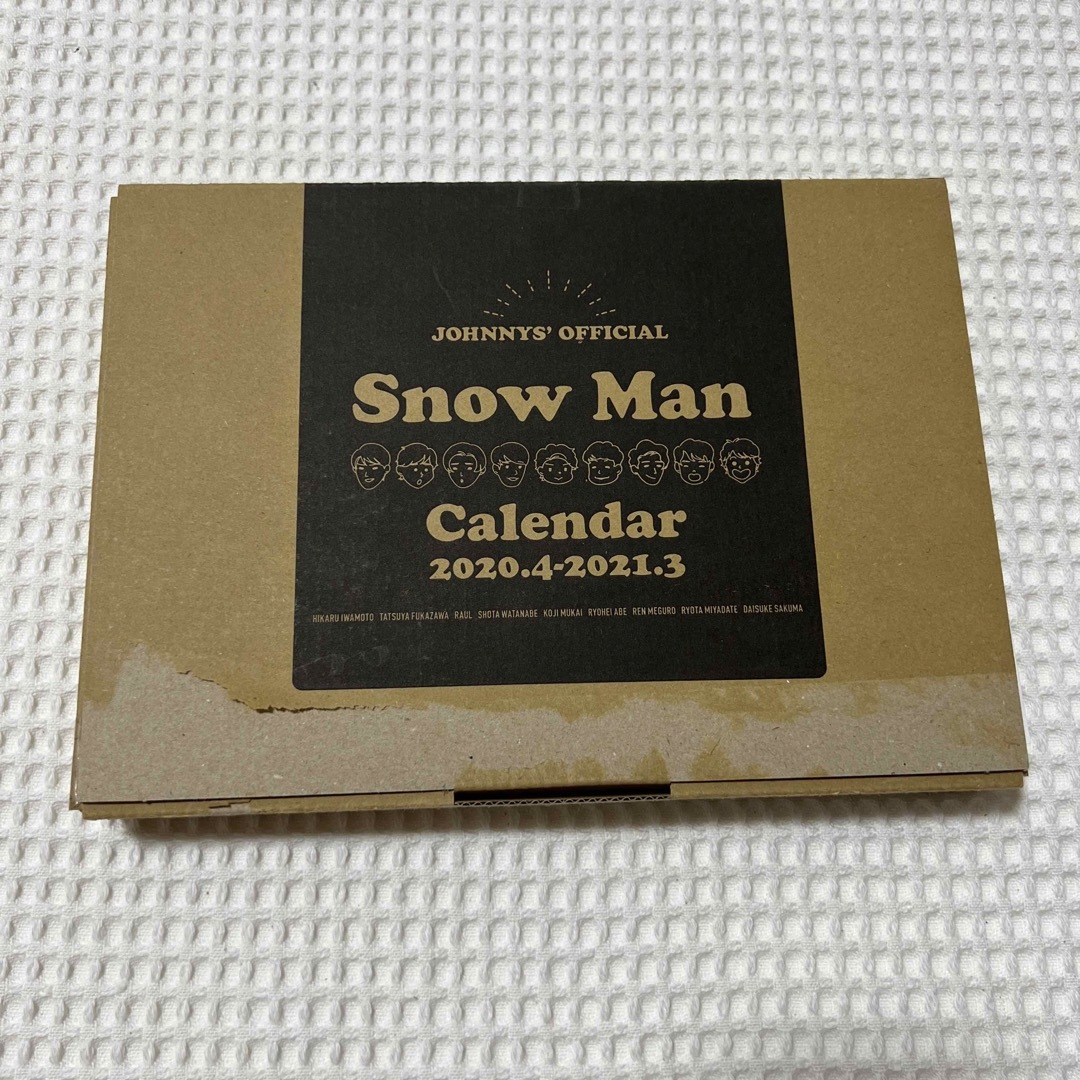 JOHNNYS' OFFICIAL
Snow Man
Calendar
2020.4-2021.3
HIKARU IWAMOTO TATSUYA FUKAZAWA RAUL SHOTA WATANABE KOJI MUKAI RYOHEI ABE REN MEGURO RYOTA MIYADATE DAISUKE SAKUMA